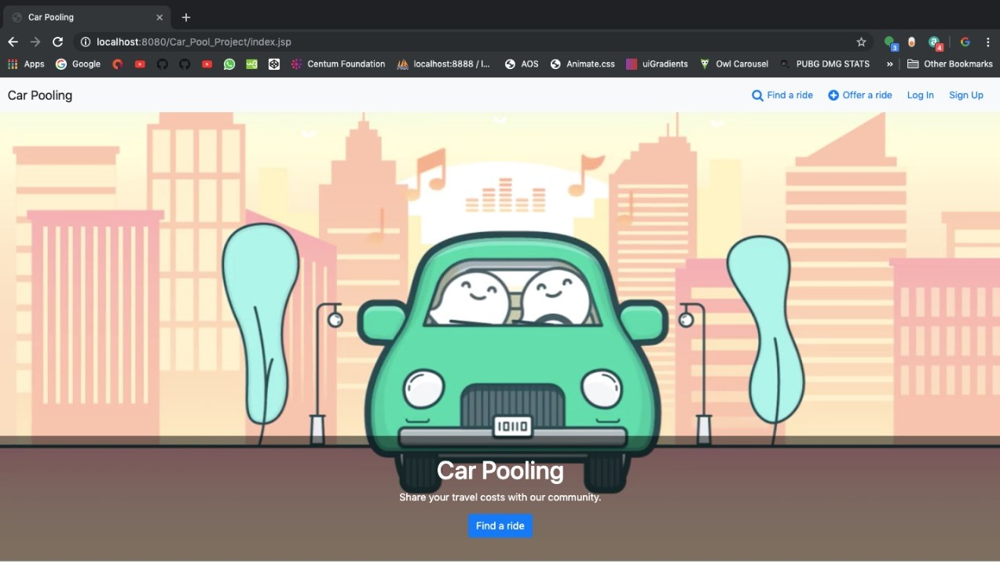 Car Pooling
localhost:8080/Car_Pool_Project/index.jsp
3
4
Apps Google Centum Foundation localhost:8888 / l... AOS Animate.css uiGradients Owl Carousel PUBG DMG STATS » Other Bookmarks
Car Pooling Find a ride Offer a ride Log In Sign Up
10110
Car Pooling
Share your travel costs with our community.
Find a ride